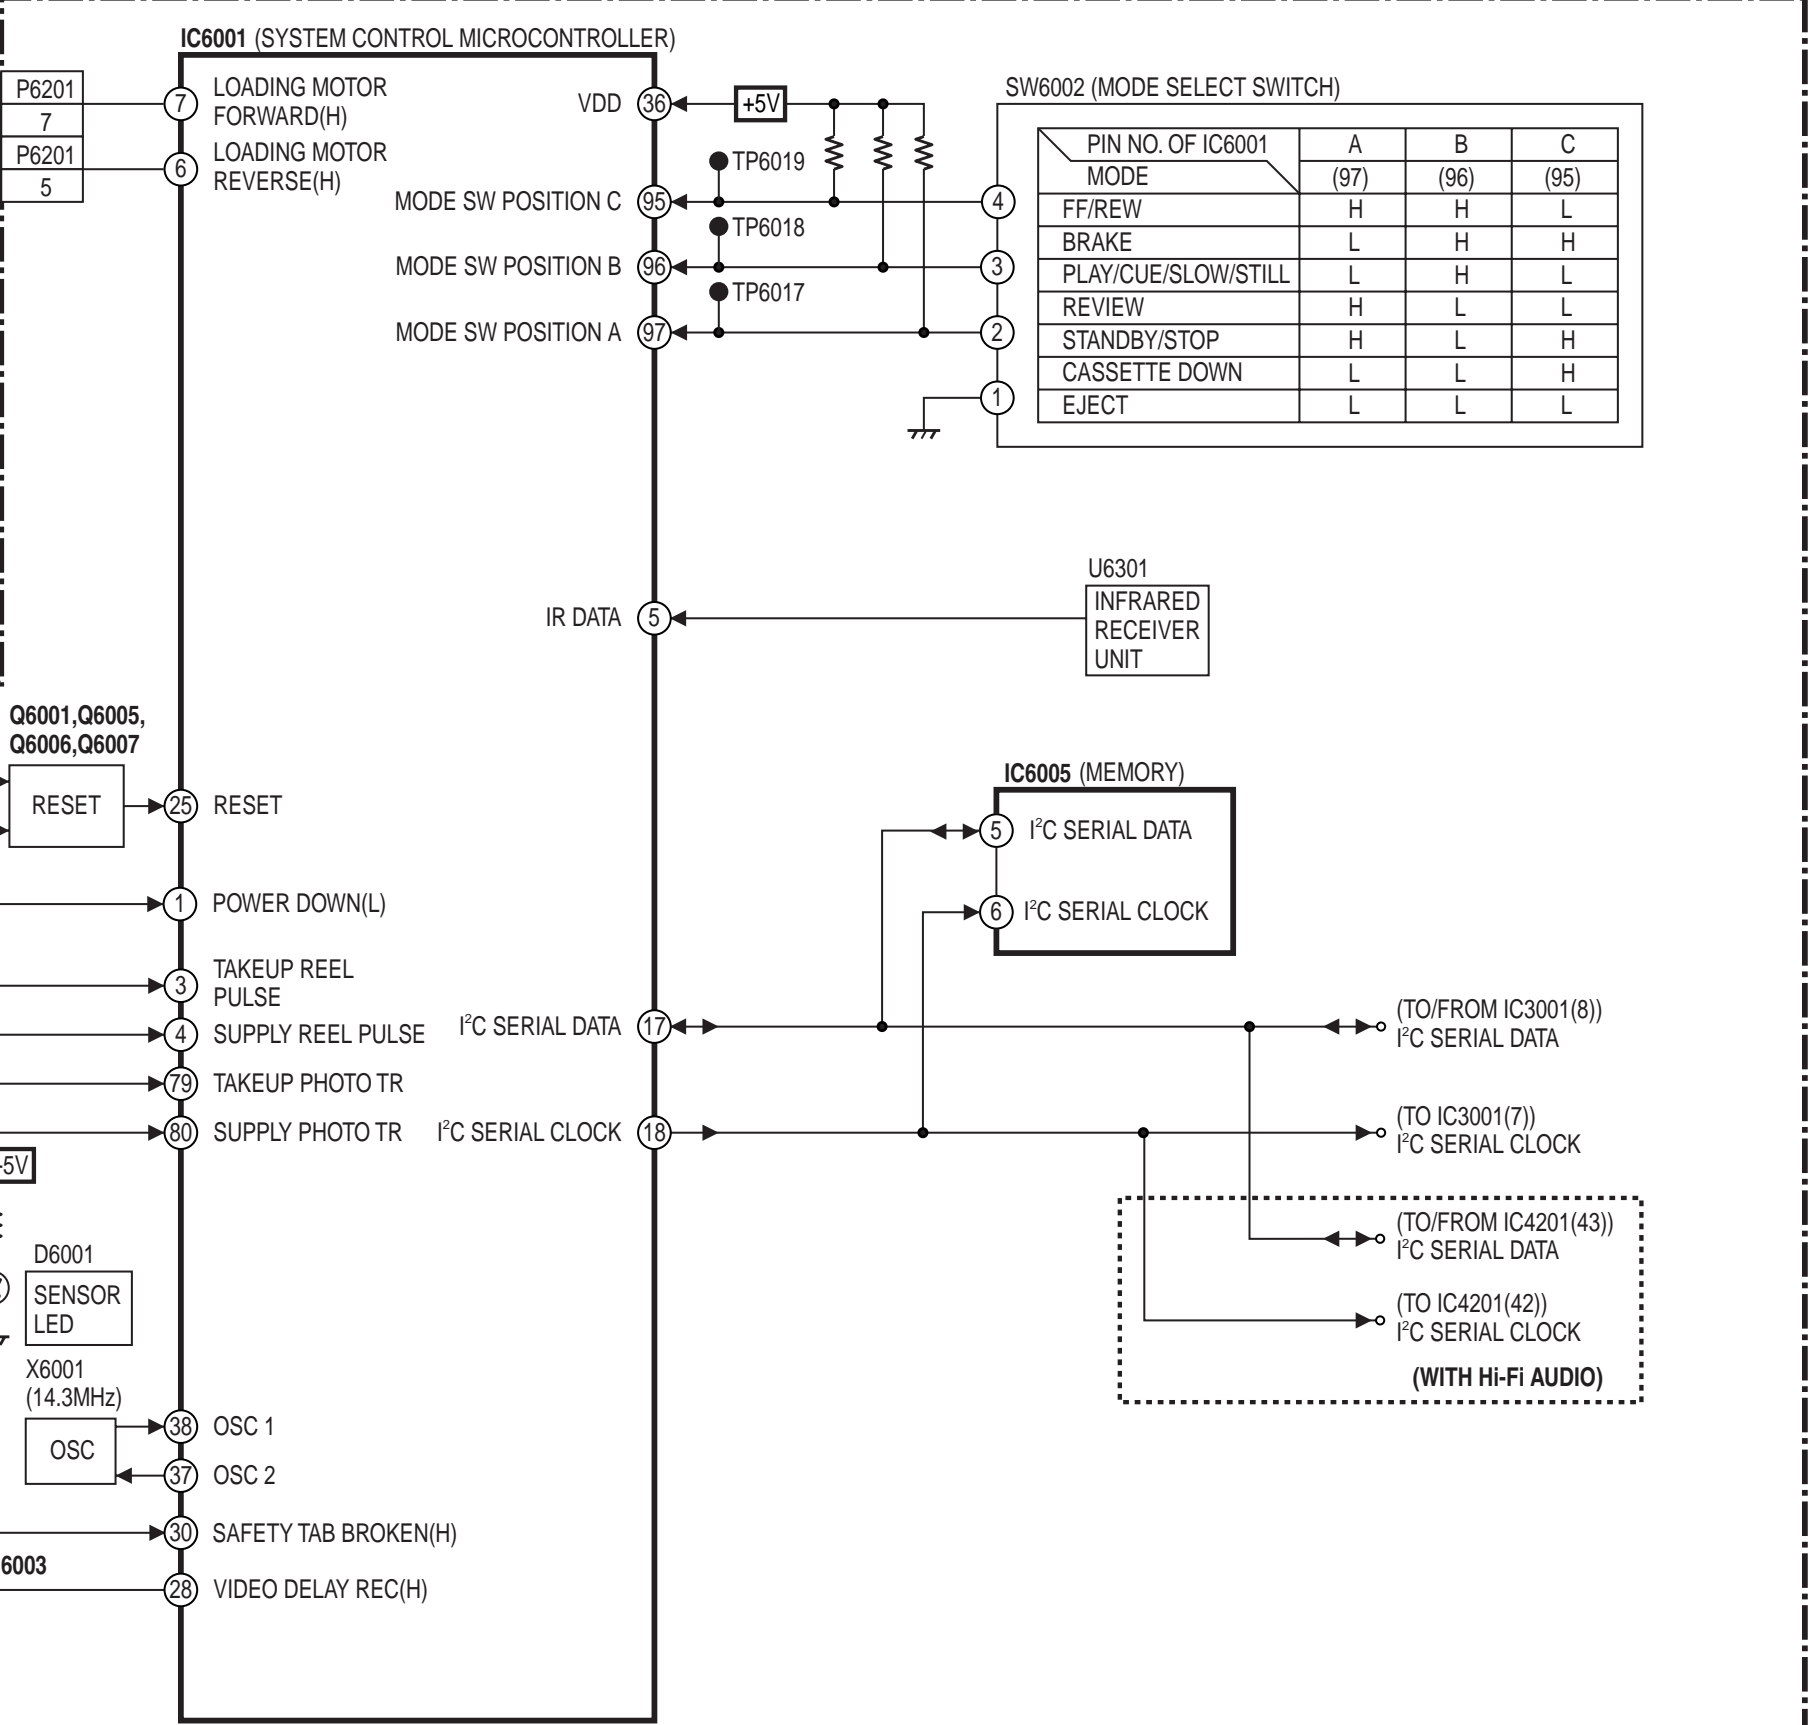 IC6001 (SYSTEM CONTROL MICROCONTROLLER)
P6201
7
P6201
5
7
LOADING MOTOR
FORWARD(H)
6
LOADING MOTOR
REVERSE(H)
VDD
36
+5V
TP6019
MODE SW POSITION C
95
TP6018
MODE SW POSITION B
96
TP6017
MODE SW POSITION A
97
SW6002 (MODE SELECT SWITCH)
4
3
2
1
PIN NO. OF IC6001 A B C
MODE (97) (96) (95)
FF/REW H H L
BRAKE L H H
PLAY/CUE/SLOW/STILL L H L
REVIEW H L L
STANDBY/STOP H L H
CASSETTE DOWN L L H
EJECT L L L
IR DATA
5
U6301
INFRARED
RECEIVER
UNIT
Q6001,Q6005,
Q6006,Q6007
RESET
25
RESET
IC6005 (MEMORY)
5
I²C SERIAL DATA
6
I²C SERIAL CLOCK
1
POWER DOWN(L)
3
TAKEUP REEL
PULSE
4
SUPPLY REEL PULSE
I²C SERIAL DATA
17
79
TAKEUP PHOTO TR
80
SUPPLY PHOTO TR
I²C SERIAL CLOCK
18
(TO/FROM IC3001(8))
I²C SERIAL DATA
(TO IC3001(7))
I²C SERIAL CLOCK
(TO/FROM IC4201(43))
I²C SERIAL DATA
(TO IC4201(42))
I²C SERIAL CLOCK
(WITH Hi-Fi AUDIO)
5V
D6001
SENSOR
LED
X6001
(14.3MHz)
OSC
38
OSC 1
37
OSC 2
30
SAFETY TAB BROKEN(H)
6003
28
VIDEO DELAY REC(H)